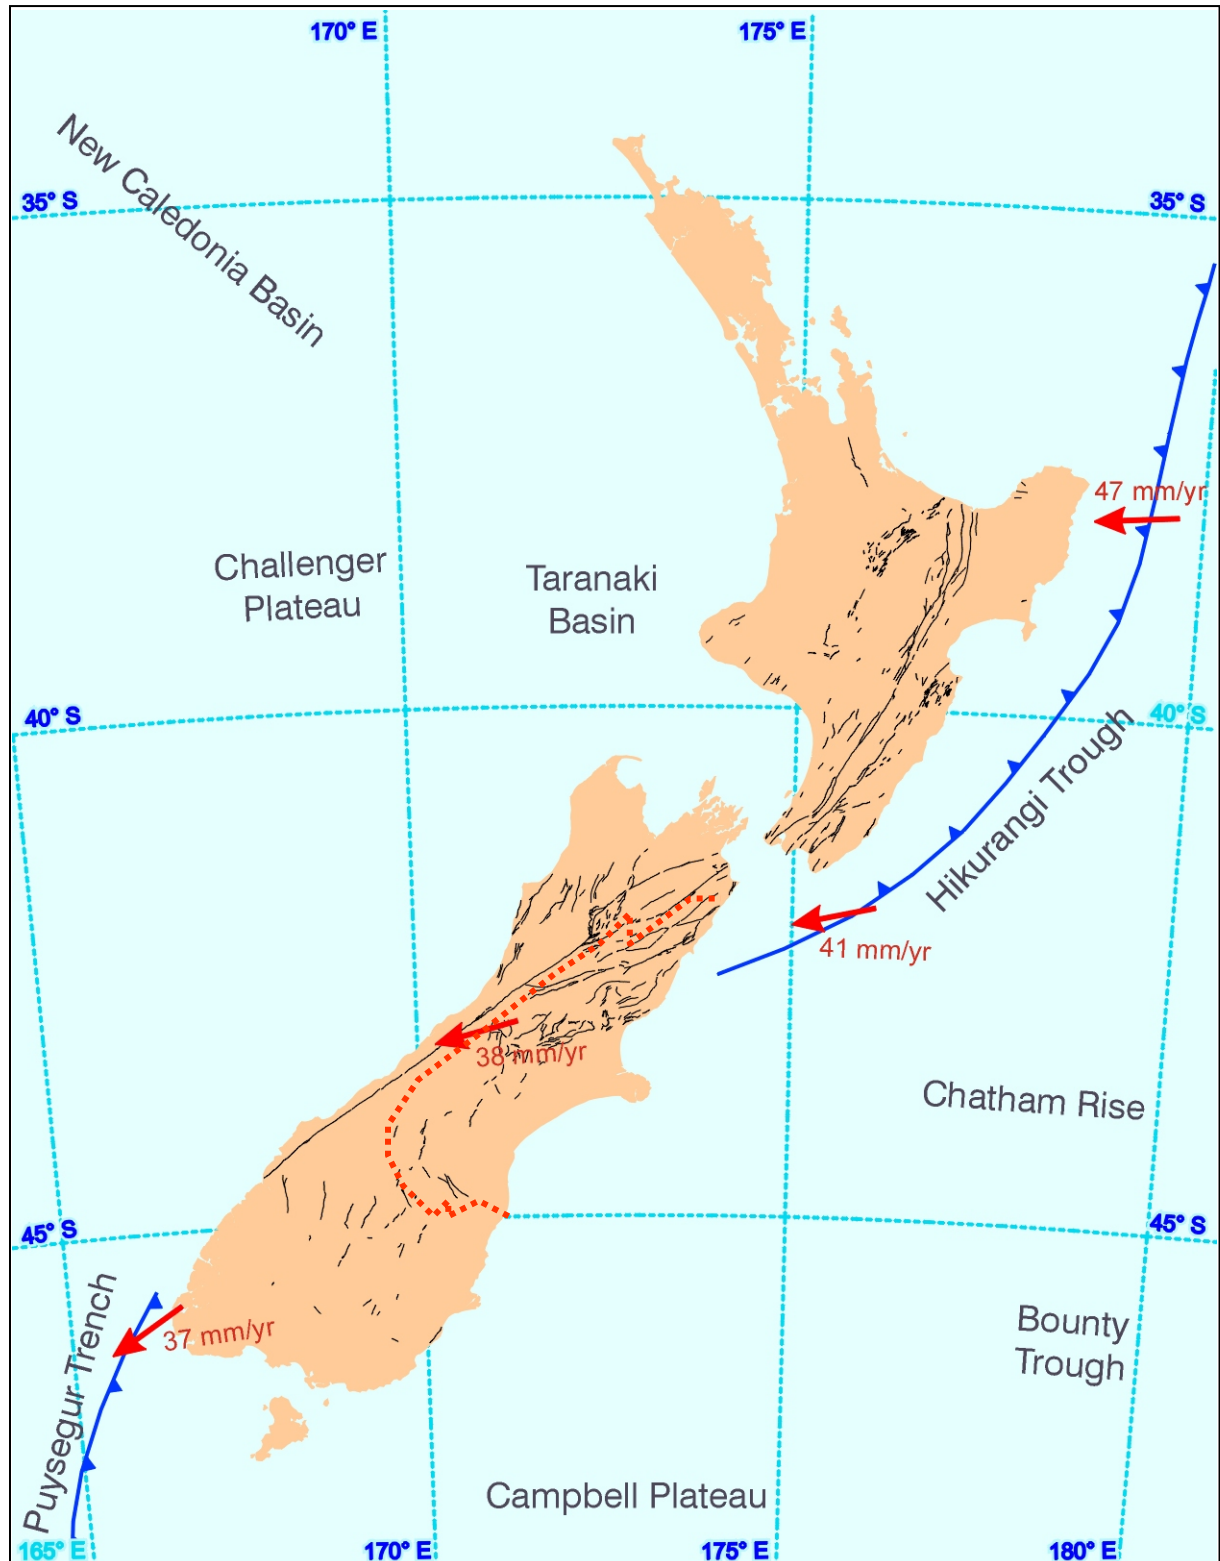 170° E
175° E
New Caledonia Basin
35° S
35° S
47 mm/yr
Challenger
Plateau
Taranaki
Basin
40° S
40° S
Hikurangi Trough
41 mm/yr
38 mm/yr
Chatham Rise
45° S
45° S
Puysegur Trench
37 mm/yr
Bounty
Trough
Campbell Plateau
165° E
170° E
175° E
180° E